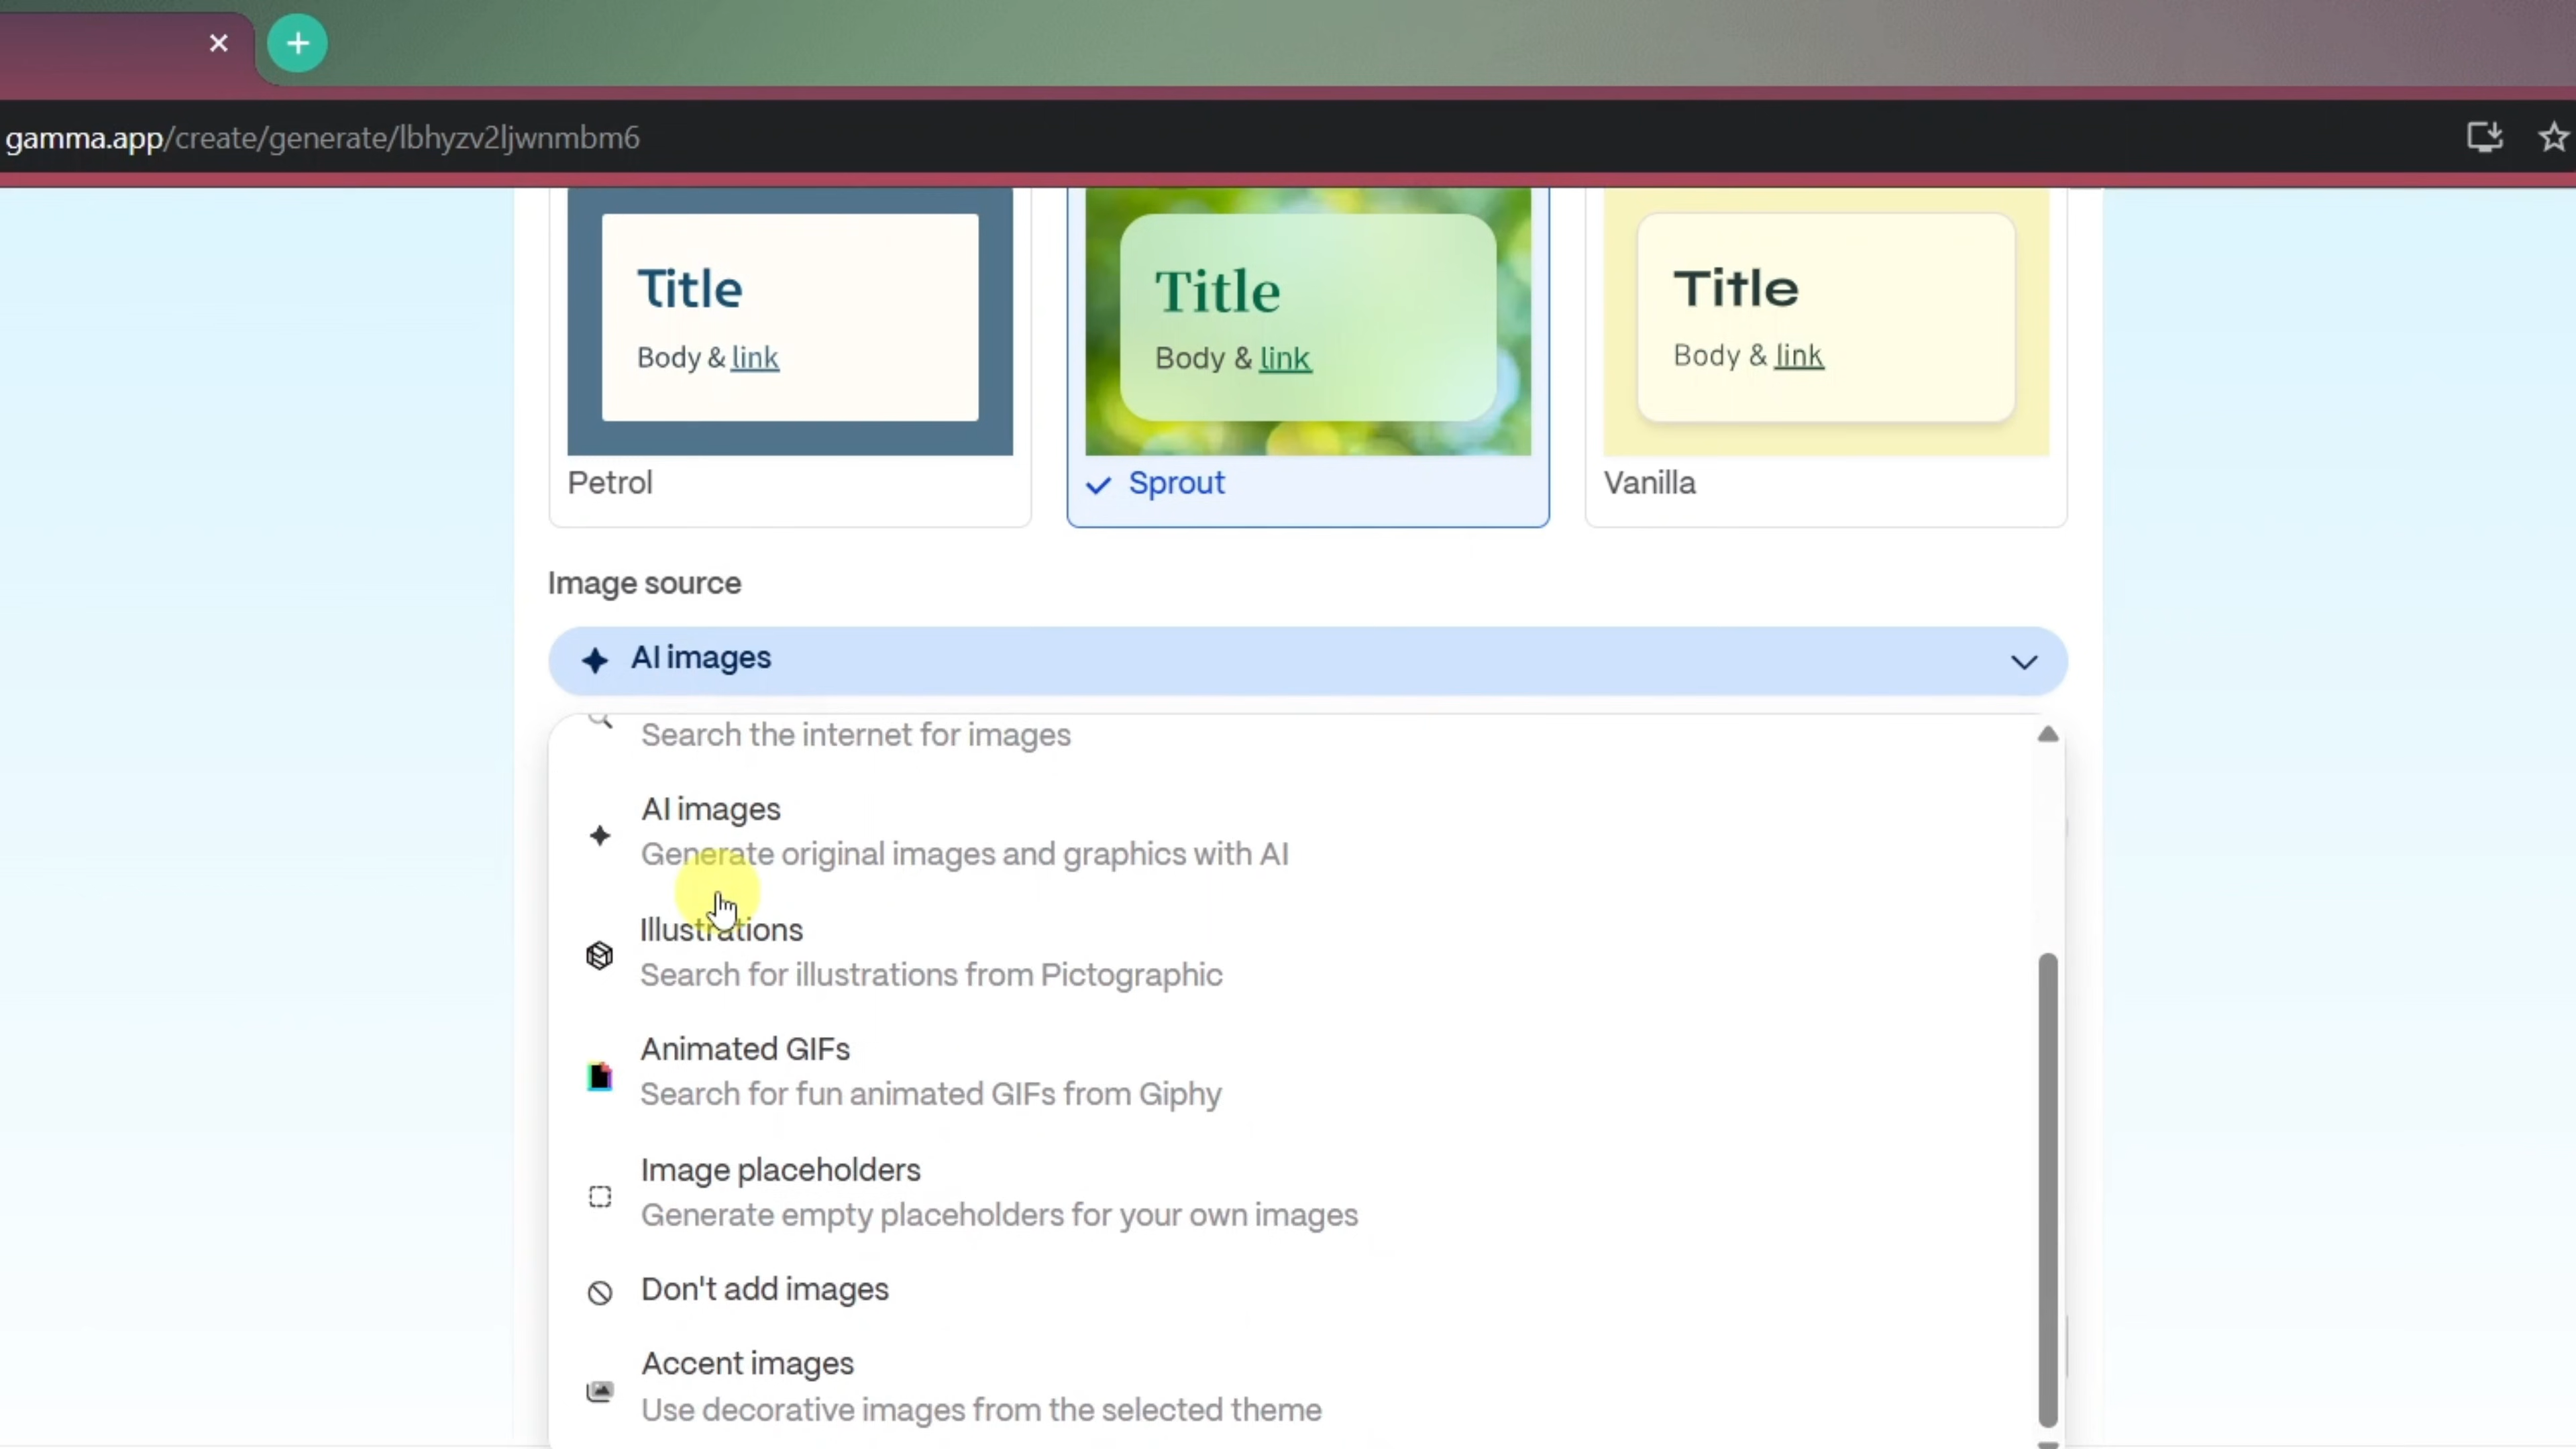 gamma.app/create/generate/lbhyzv2ljwnmbm6
Title
Body & link
Petrol
Title
Body & link
Sprout
Title
Body & link
Vanilla
Image source
AI images
Search the internet for images
AI images
Generate original images and graphics with AI
Illustrations
Search for illustrations from Pictographic
Animated GIFs
Search for fun animated GIFs from Giphy
Image placeholders
Generate empty placeholders for your own images
Don't add images
Accent images
Use decorative images from the selected theme